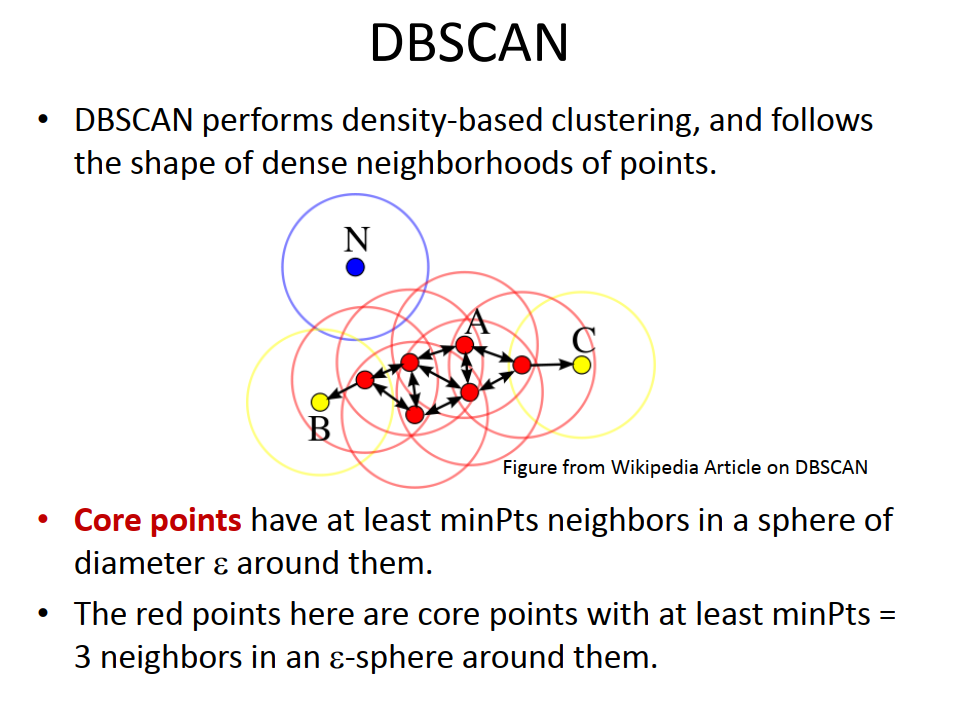 DBSCAN
• DBSCAN performs density-based clustering, and follows
the shape of dense neighborhoods of points.
N
A
C
B
Figure from Wikipedia Article on DBSCAN
• Core points have at least minPts neighbors in a sphere of
diameter ε around them.
• The red points here are core points with at least minPts =
3 neighbors in an ε-sphere around them.